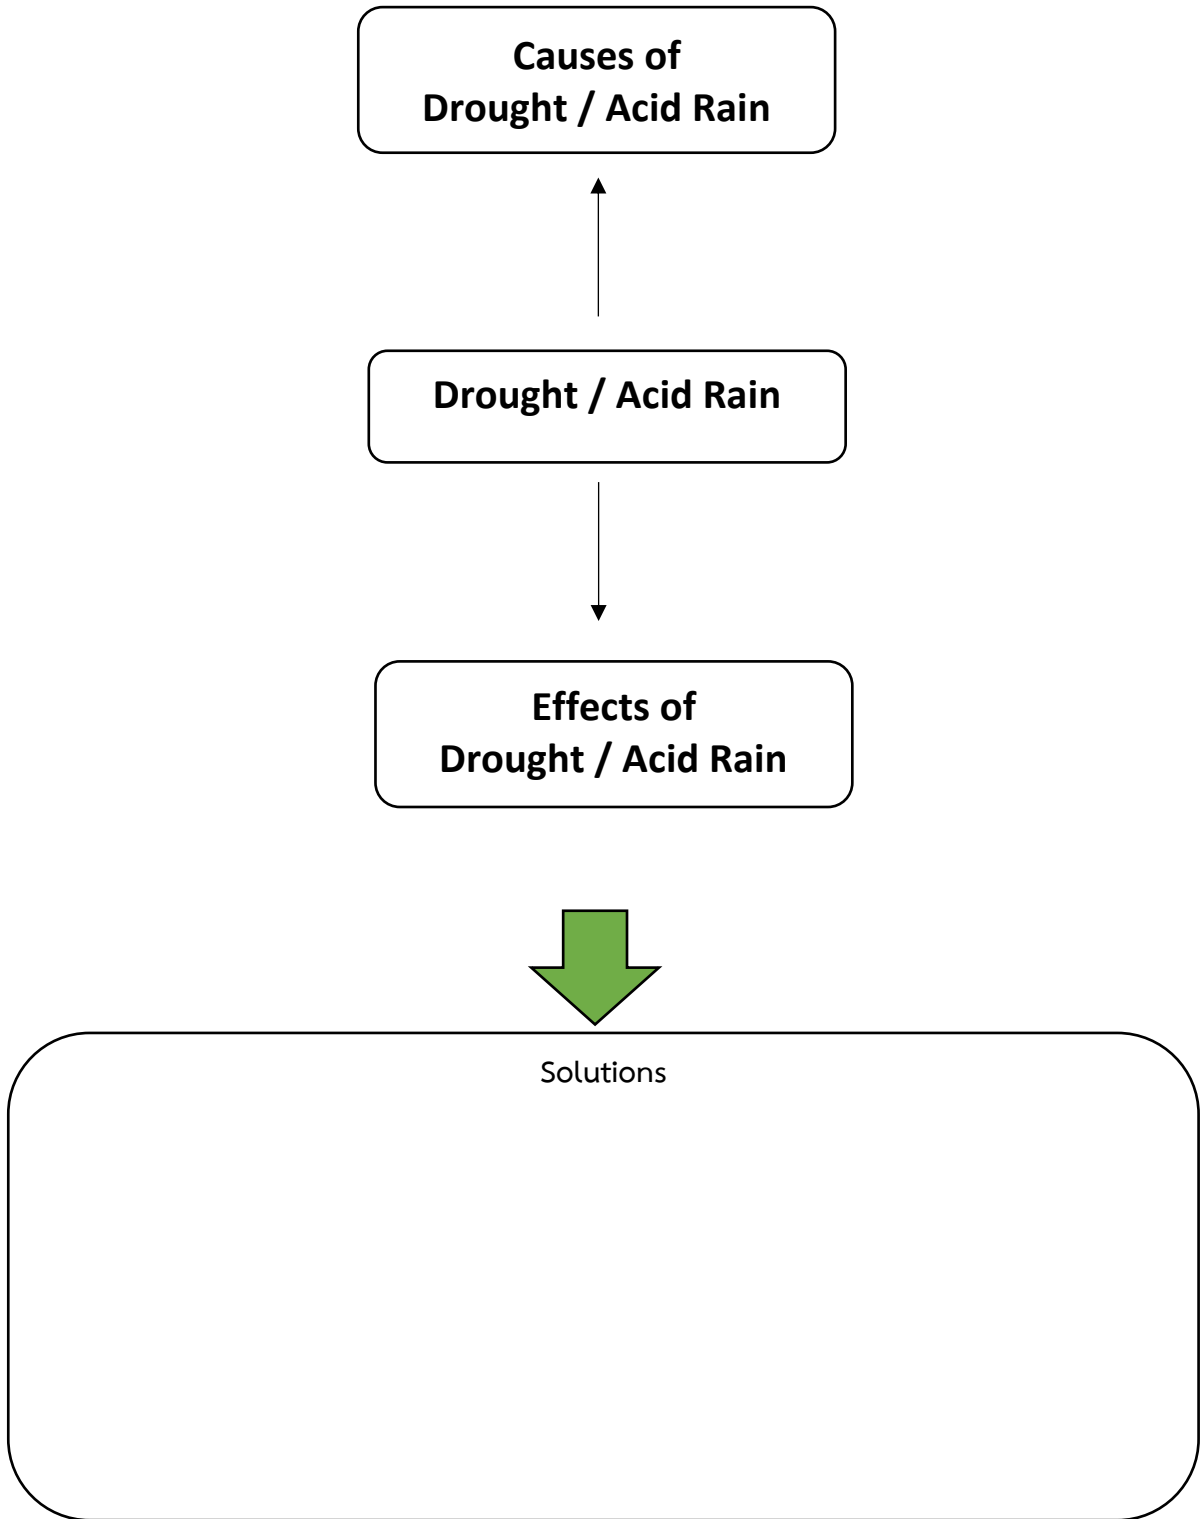 Causes of
Drought / Acid Rain
Drought / Acid Rain
Effects of
Drought / Acid Rain
Solutions